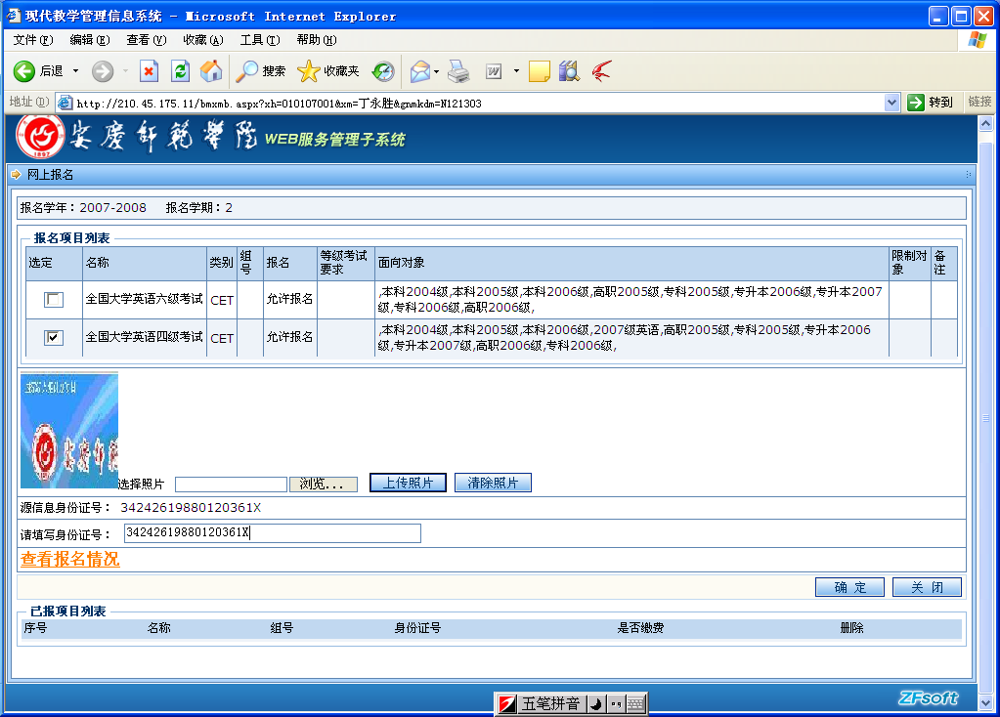 现代教学管理信息系统 - Microsoft Internet Explorer
文件(F) 编辑(E) 查看(V) 收藏(A) 工具(T) 帮助(H)
后退 搜索 收藏夹
地址(D) http://210.45.175.11/bmxmb.aspx?xh=010107001&xm=丁永胜&gnmkdm=N121303 转到 链接
1897 安慶師範學院 WEB服务管理子系统
网上报名
报名学年：2007-2008 报名学期：2
报名项目列表
选定 名称 类别 组号 报名 等级考试要求 面向对象 限制对象 备注
全国大学英语六级考试 CET 允许报名 ,本科2004级,本科2005级,本科2006级,高职2005级,专科2005级,专升本2006级,专升本2007
级,专科2006级,高职2006级,
全国大学英语四级考试 CET 允许报名 ,本科2004级,本科2005级,本科2006级,2007级英语,高职2005级,专科2005级,专升本2006
级,专升本2007级,高职2006级,专科2006级,
安慶師範
选择照片 浏览... 上传照片 清除照片
源信息身份证号： 34242619880120361X
请填写身份证号： 34242619880120361X
查看报名情况
确 定 关 闭
已报项目列表
序号 名称 组号 身份证号 是否缴费 删除
ZFsoft
五笔拼音